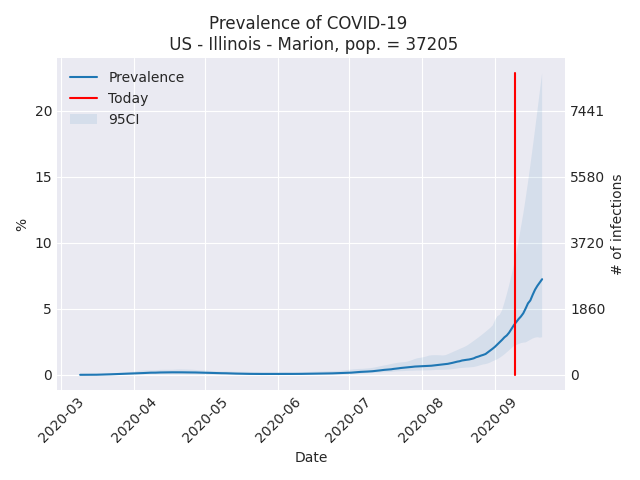 Prevalence of COVID-19
US - Illinois - Marion, pop. = 37205
Prevalence
Today
95CI
20
15
10
5
0
%
7441
5580
3720
1860
0
# of infections
2020-03
2020-04
2020-05
2020-06
2020-07
2020-08
2020-09
Date